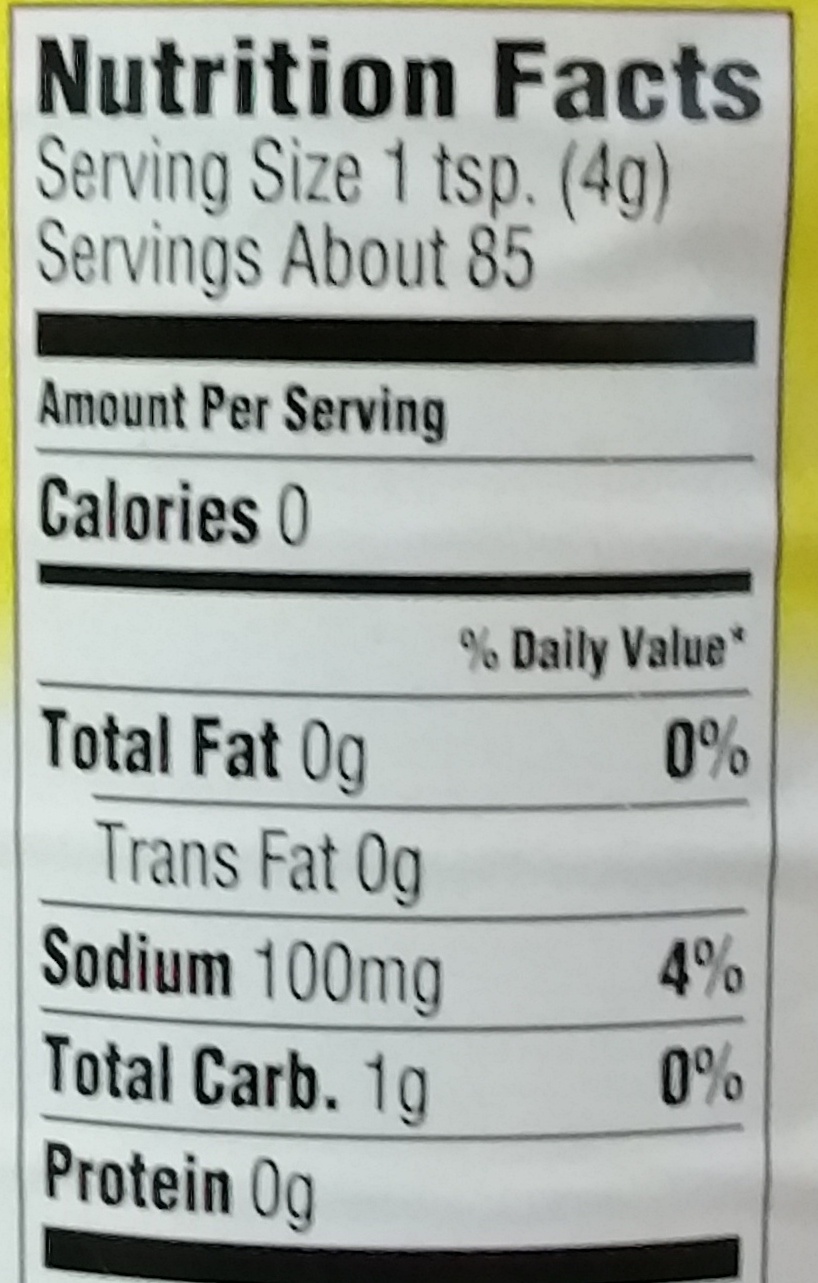 Nutrition Facts
Serving Size 1 tsp. (4g)
Servings About 85
Amount Per Serving
Calories 0
% Daily Value*
Total Fat 0g 0%
Trans Fat 0g
Sodium 100mg 4%
Total Carb. 1g 0%
Protein 0g